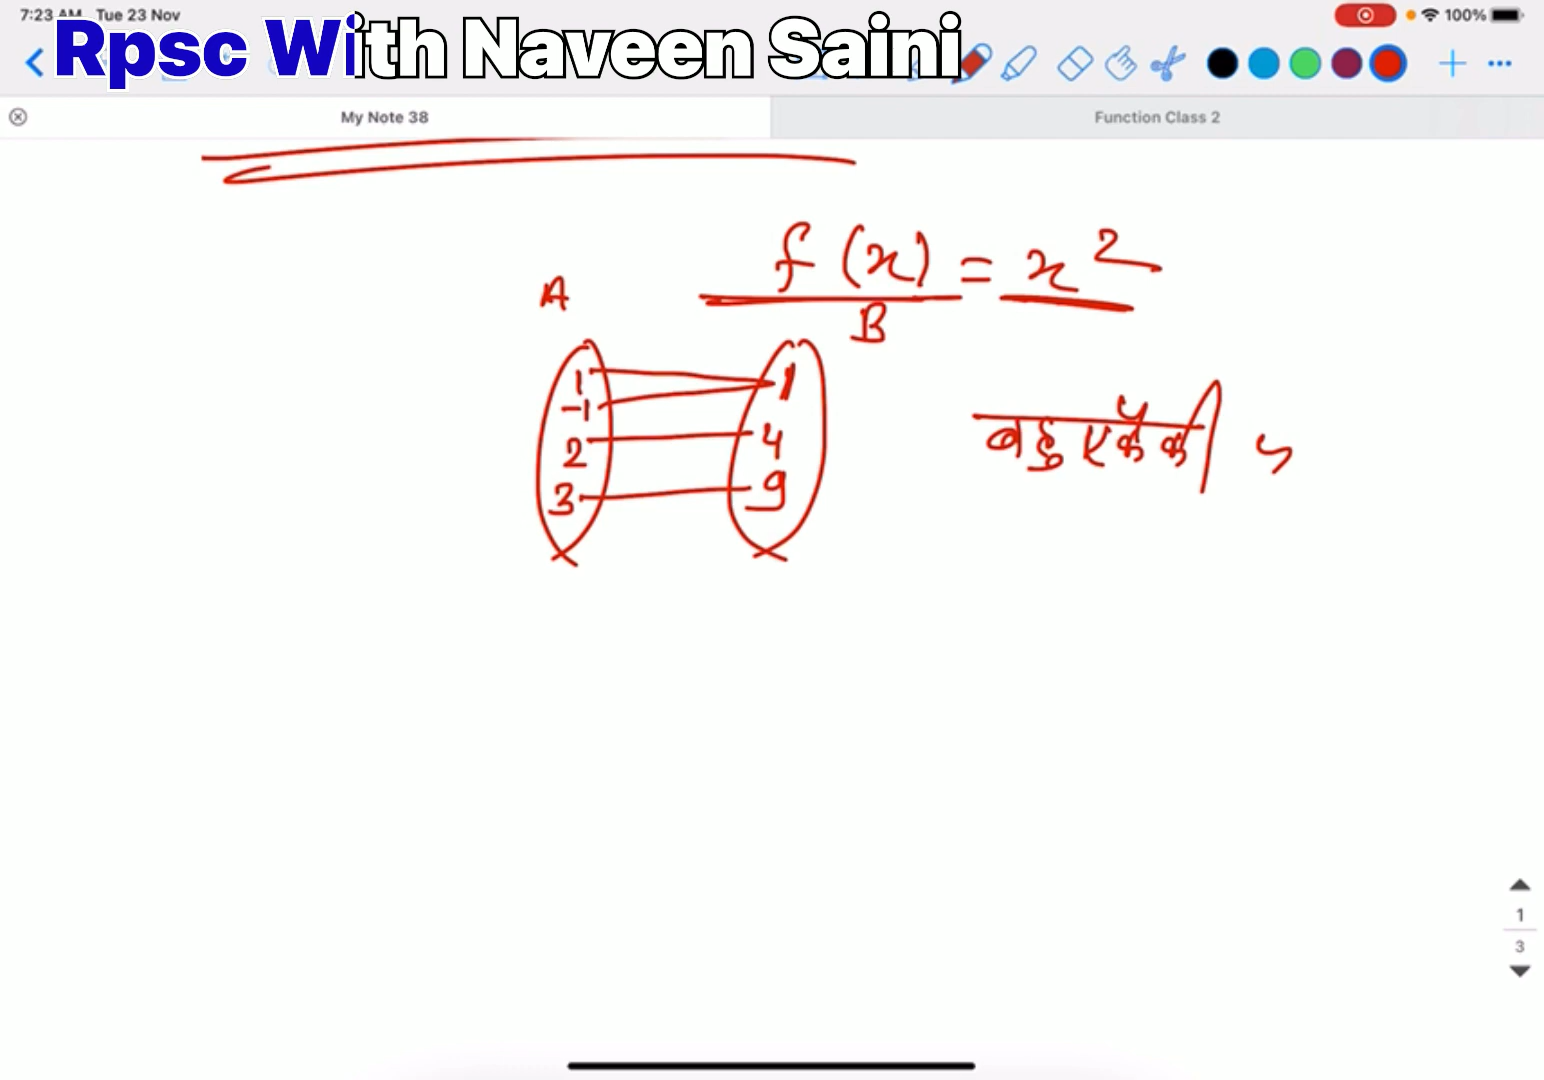 7:23 AM Tue 23 Nov
100%
Rpsc With Naveen Saini
My Note 38
Function Class 2
f(x) = x²
A
B
1
-1
2
3
1
4
9
बहुएकैकी
1
3